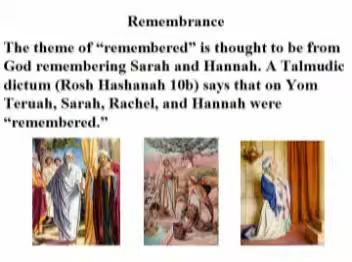 Remembrance
The theme of “remembered” is thought to be from
God remembering Sarah and Hannah. A Talmudic
dictum (Rosh Hashanah 10b) says that on Yom
Teruah, Sarah, Rachel, and Hannah were
“remembered.”